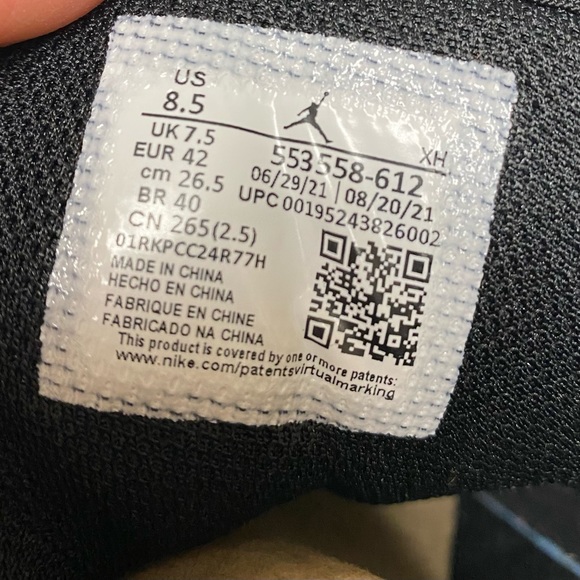 US
8.5
XH
UK 7.5
EUR 42
cm 26.5
BR 40
CN 265(2.5)
553558-612
06/29/21 | 08/20/21
UPC 00195243826002
01RKPCC24R77H
MADE IN CHINA
HECHO EN CHINA
FABRIQUE EN CHINE
FABRICADO NA CHINA
This product is covered by one or more patents:
www.nike.com/patentsvirtualmarking